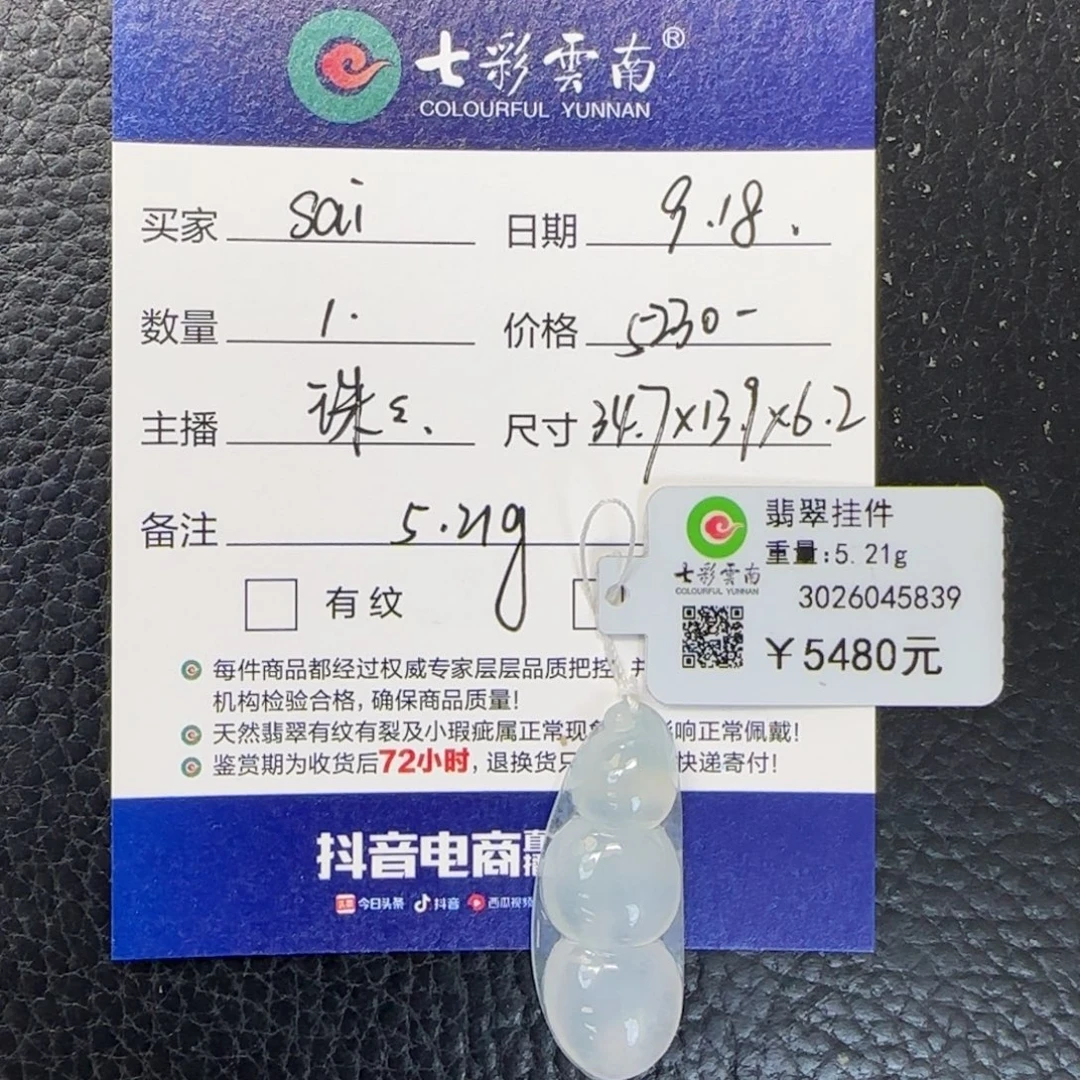 七彩雲南®
COLOURFUL YUNNAN
买家 sai 日期 9.18.
数量 1. 价格 5230-
主播 珠 尺寸 34.7×13.9×6.2
备注 5.21g
有纹
翡翠挂件
重量:5.21g
3026045839
¥5480元
七彩雲南
COLOURFUL YUNNAN
每件商品都经过权威专家层层品质把控
机构检验合格,确保商品质量!
天然翡翠有纹有裂及小瑕疵属正常现 响正常佩戴!
鉴赏期为收货后72小时,退换货 快递寄付!
抖音电商直播
今日头条 抖音 西瓜视频